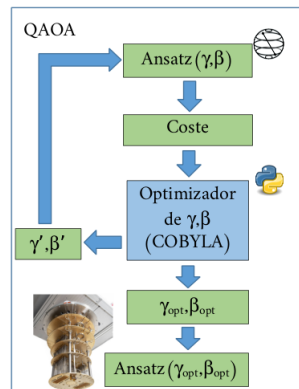 QAOA
Ansatz(γ,β)
Coste
Optimizador
de γ,β
(COBYLA)
γ',β'
γopt,βopt
Ansatz(γopt,βopt)